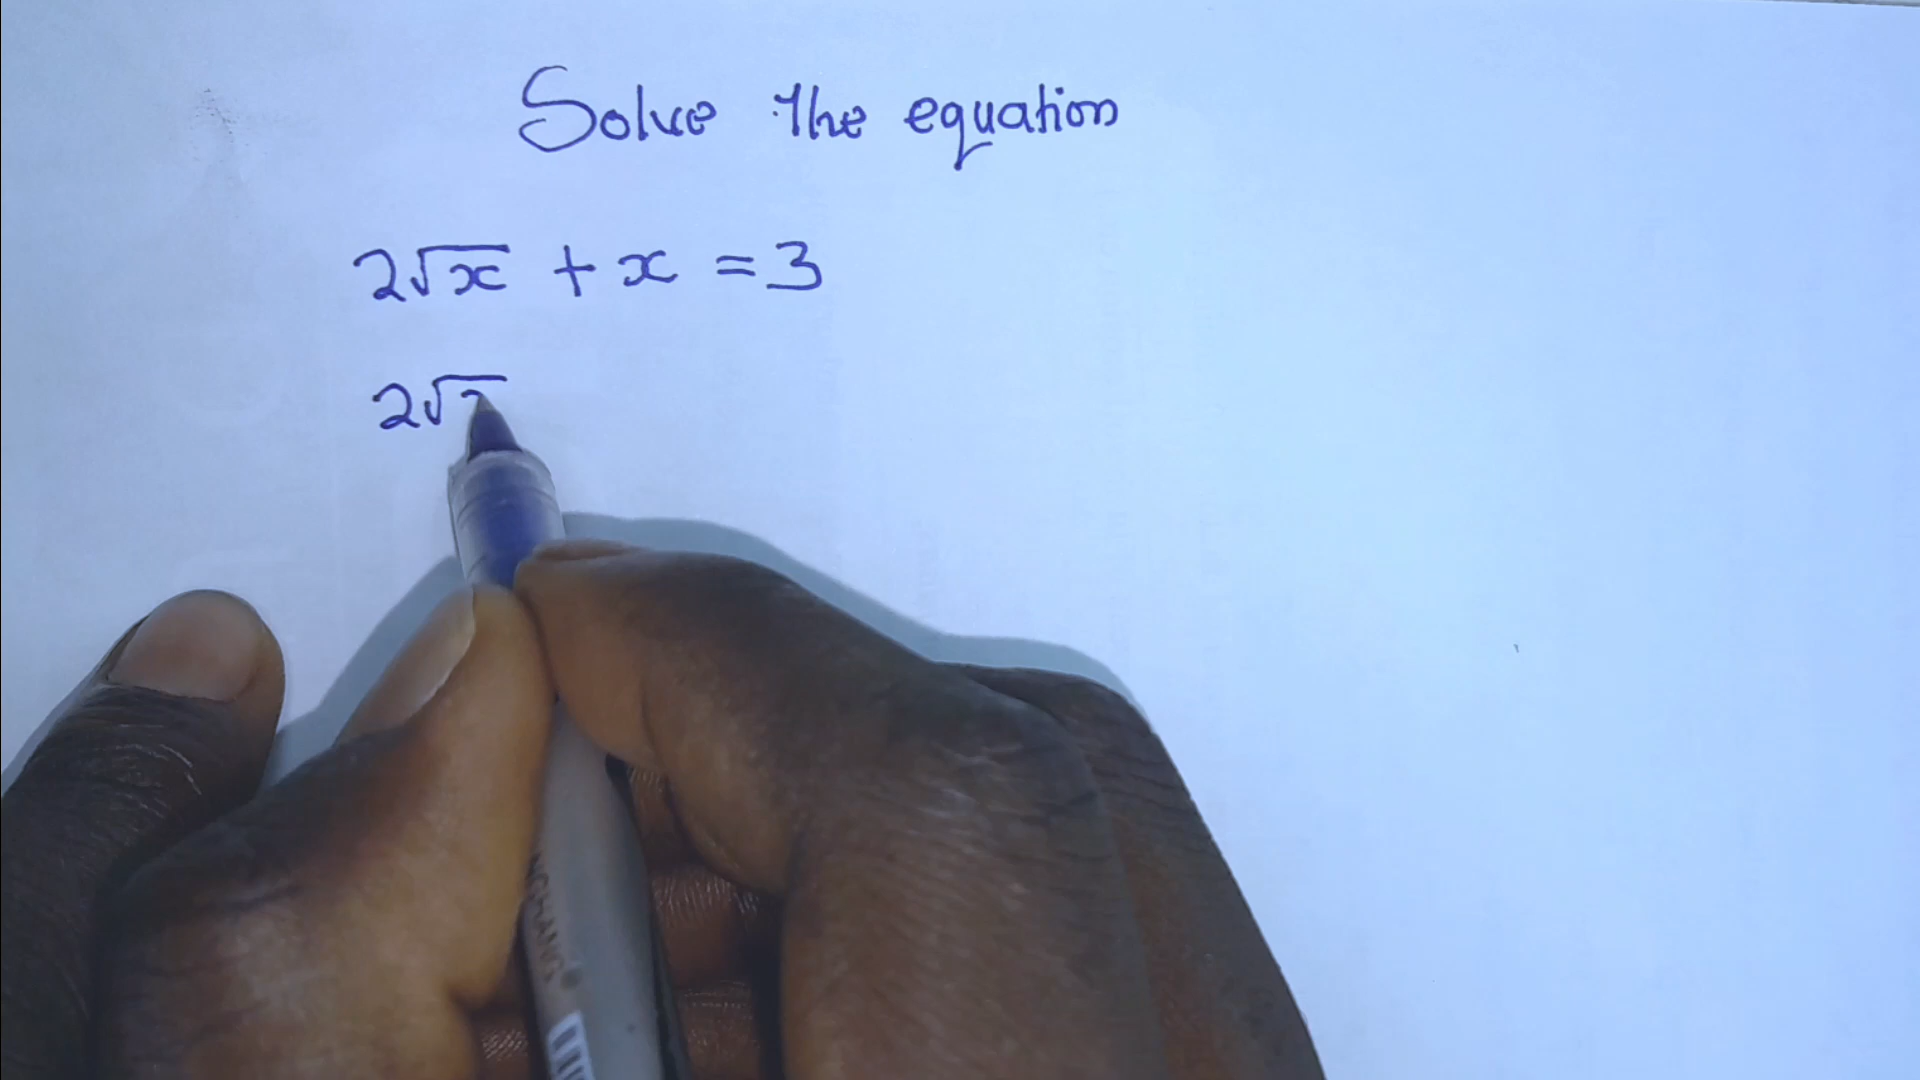 Solve the equation
2√x + x = 3
2√